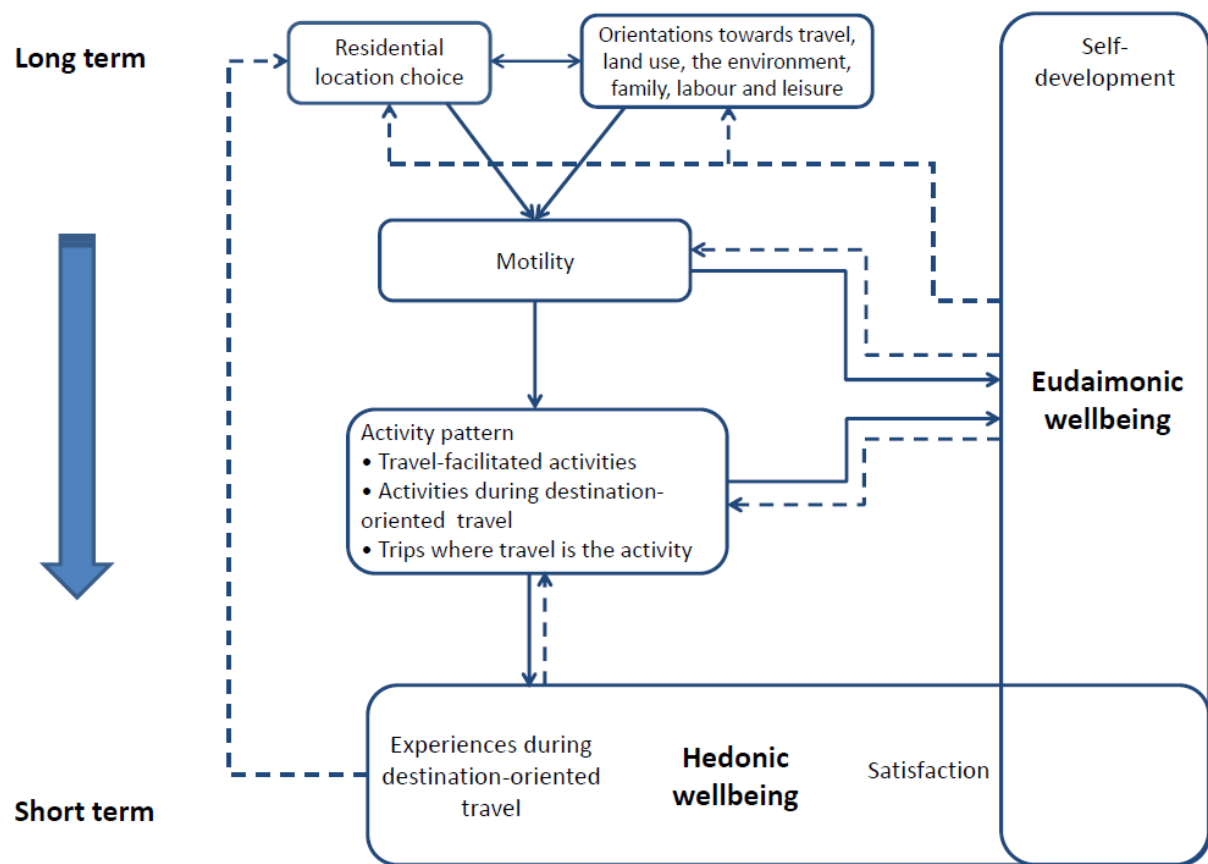 Long term
Residential
location choice
Orientations towards travel,
land use, the environment,
family, labour and leisure
Self-
development
Motility
Eudaimonic
wellbeing
Activity pattern
• Travel-facilitated activities
• Activities during destination-
oriented travel
• Trips where travel is the activity
Experiences during
destination-oriented
travel
Hedonic
wellbeing
Satisfaction
Short term